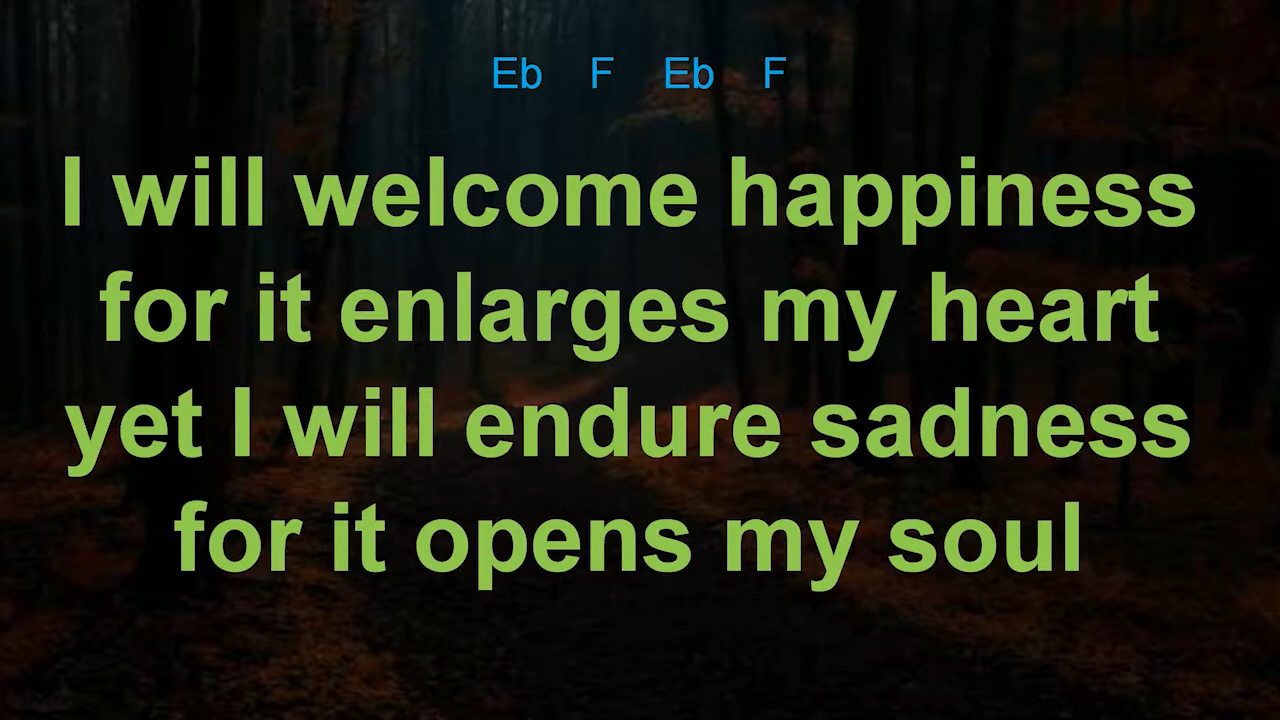 Eb F Eb F
I will welcome happiness
for it enlarges my heart
yet I will endure sadness
for it opens my soul